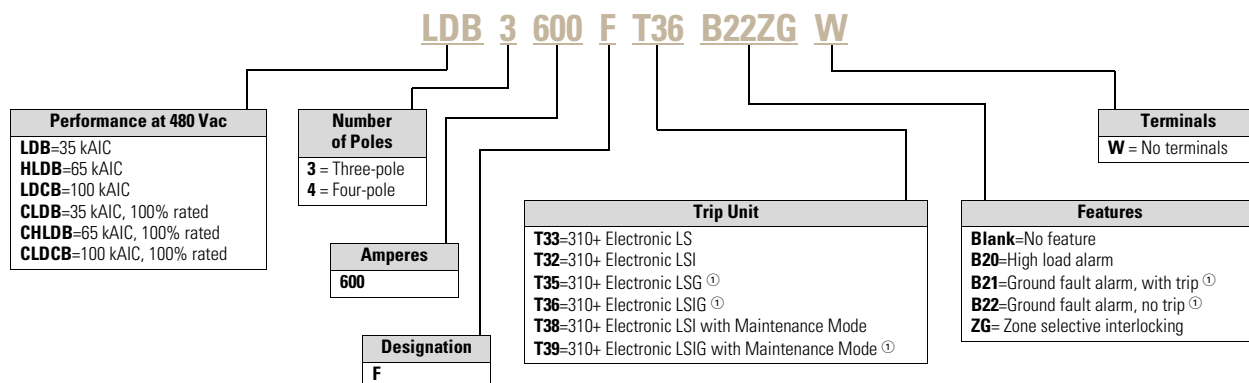 LDB 3 600 F T36 B22ZG W
Performance at 480 Vac
LDB=35 kAIC
HLDB=65 kAIC
LDCB=100 kAIC
CLDB=35 kAIC, 100% rated
CHLDB=65 kAIC, 100% rated
CLDCB=100 kAIC, 100% rated
Number
of Poles
3 = Three-pole
4 = Four-pole
Amperes
600
Designation
F
Trip Unit
T33=310+ Electronic LS
T32=310+ Electronic LSI
T35=310+ Electronic LSG ①
T36=310+ Electronic LSIG ①
T38=310+ Electronic LSI with Maintenance Mode
T39=310+ Electronic LSIG with Maintenance Mode ①
Features
Blank=No feature
B20=High load alarm
B21=Ground fault alarm, with trip ①
B22=Ground fault alarm, no trip ①
ZG= Zone selective interlocking
Terminals
W = No terminals